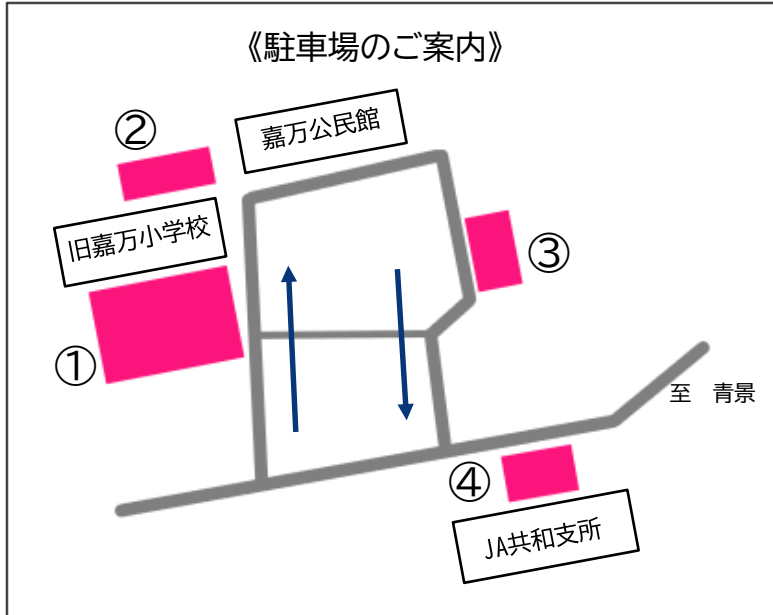 《駐車場のご案内》
②
嘉万公民館
旧嘉万小学校
③
①
至　青景
④
JA共和支所